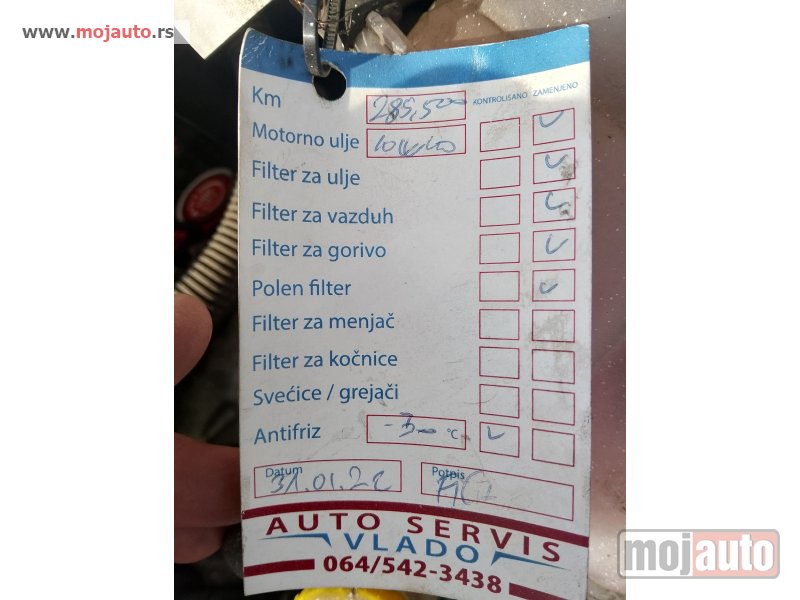 www.mojauto.rs
KONTROLISANO ZAMENJENO
Km 285,500
Motorno ulje 10W40
Filter za ulje
Filter za vazduh
Filter za gorivo
Polen filter
Filter za menjač
Filter za kočnice
Svećice / grejači
Antifriz -30 °C
Datum Potpis
31.01.22
AUTO SERVIS
VLADO
064/542-3438
mojauto